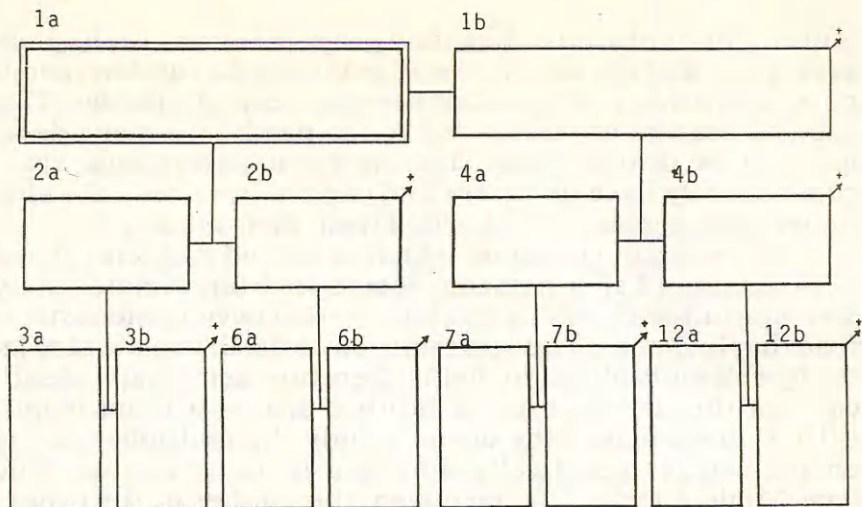 1a 1b
+
2a 2b 4a 4b
+ +
3a 3b 6a 6b 7a 7b 12a 12b
+ + + +